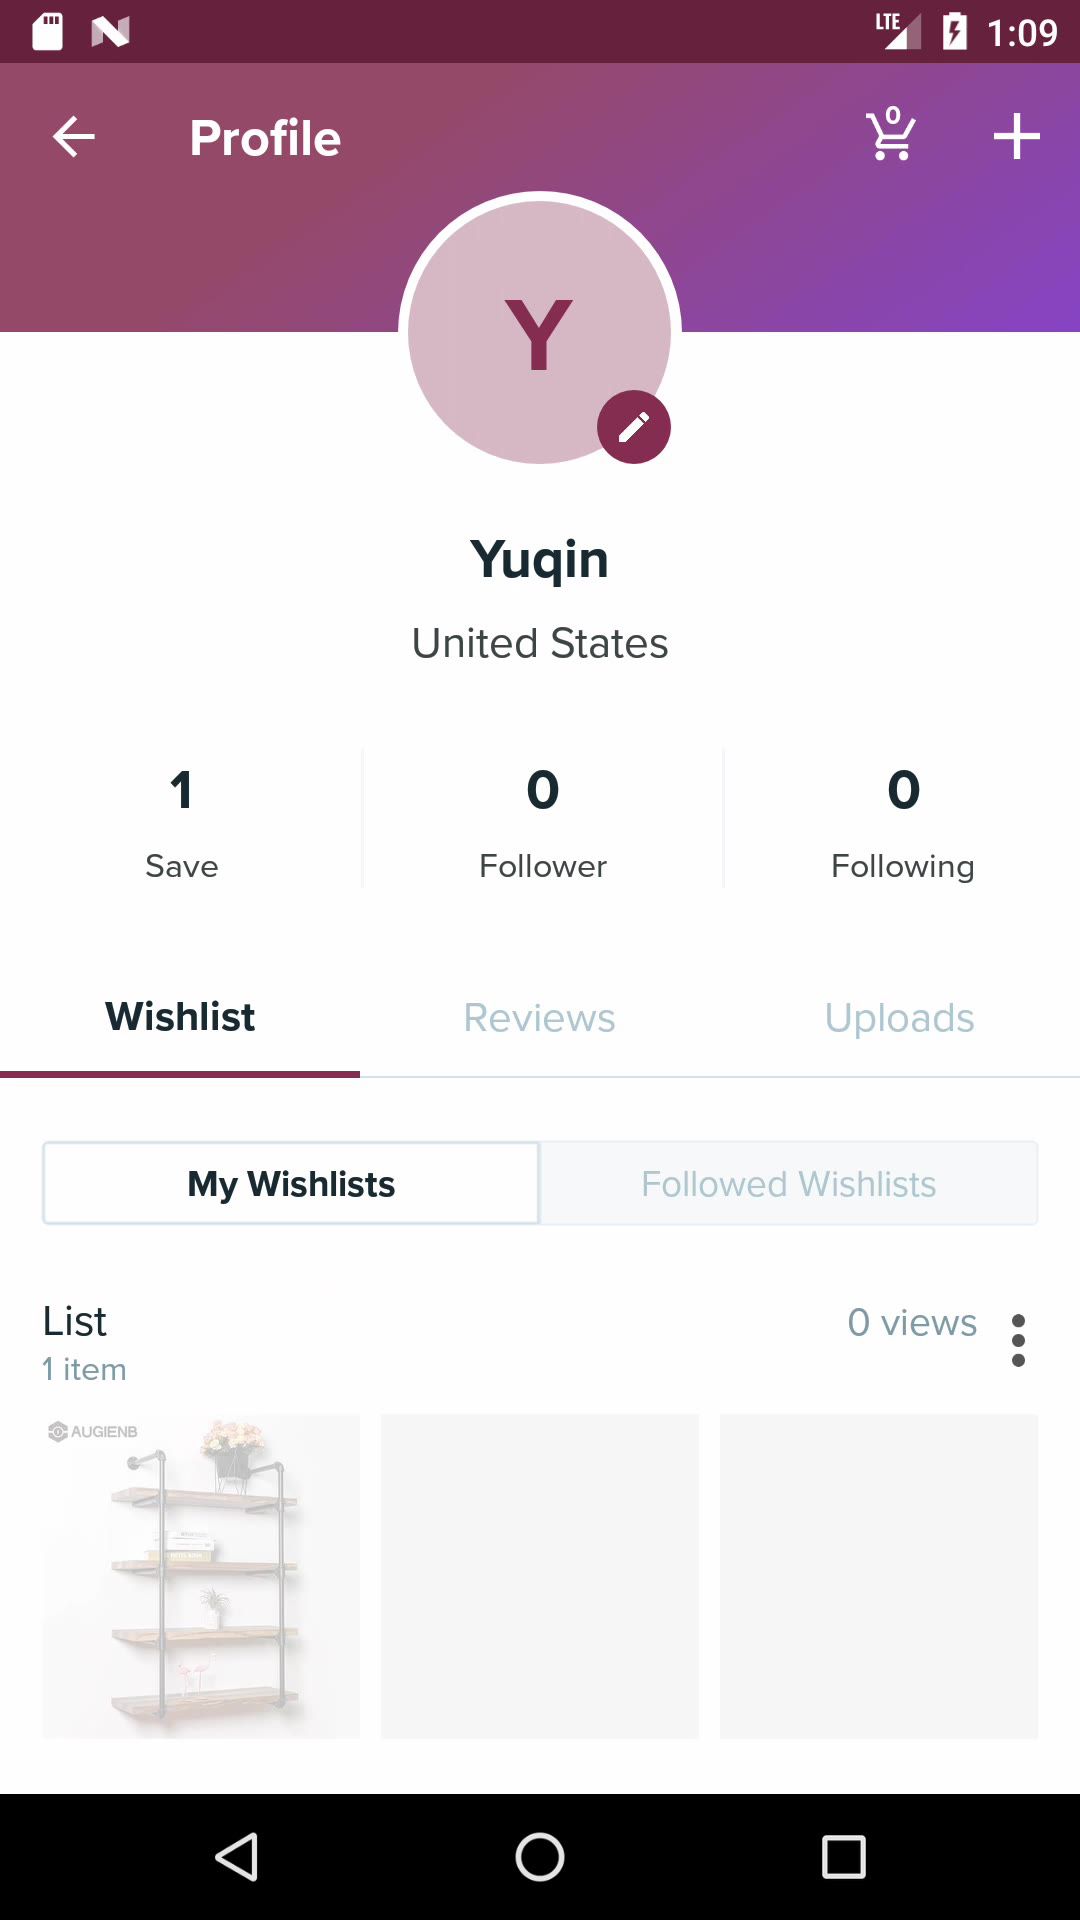 LTE 1:09
Profile 0
Y
Yuqin
United States
1 0 0
Save Follower Following
Wishlist Reviews Uploads
My Wishlists Followed Wishlists
List 0 views
1 item
AUGIENB